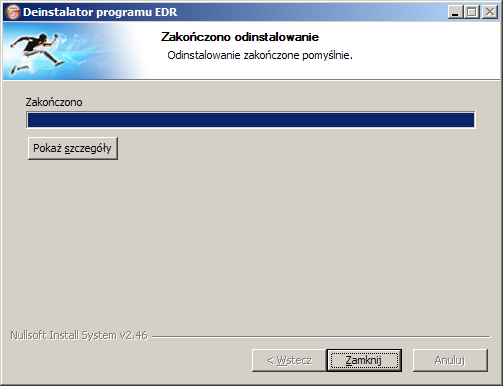 Deinstalator programu EDR
Zakończono odinstalowanie
Odinstalowanie zakończone pomyślnie.
Zakończono
Pokaż szczegóły
Nullsoft Install System v2.46
< Wstecz
Zamknij
Anuluj